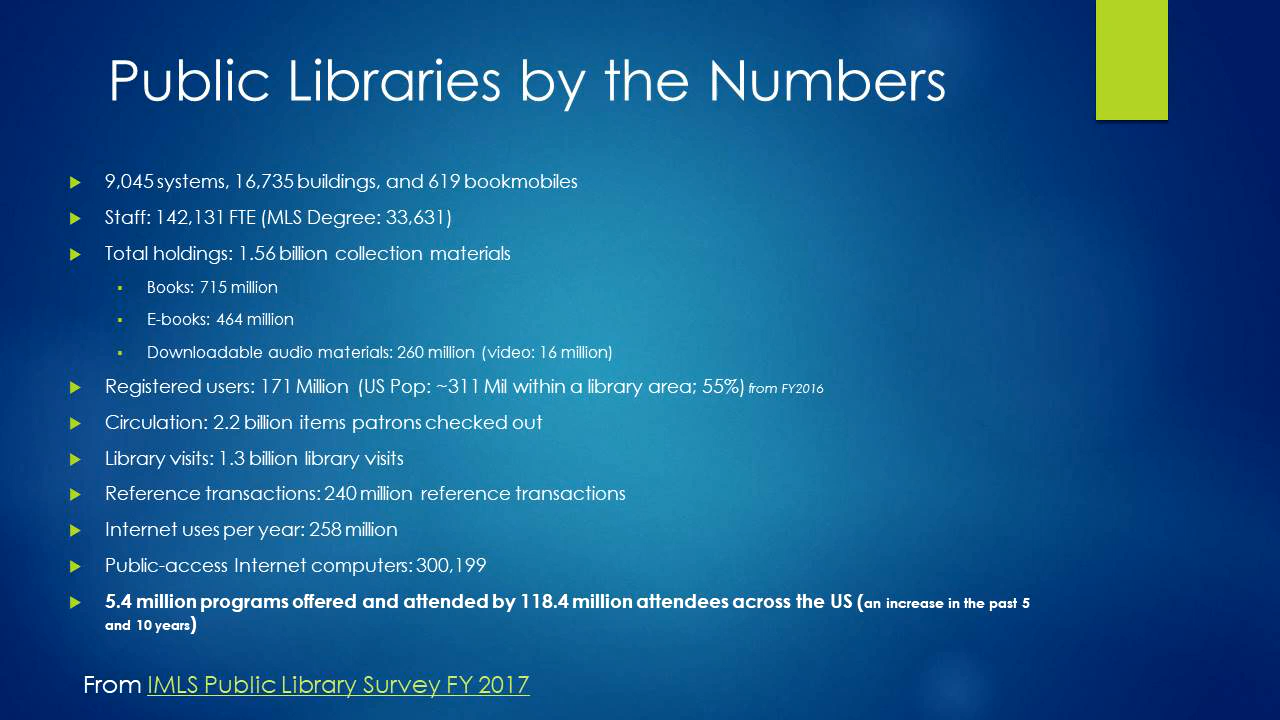 Public Libraries by the Numbers
9,045 systems, 16,735 buildings, and 619 bookmobiles
Staff: 142,131 FTE (MLS Degree: 33,631)
Total holdings: 1.56 billion collection materials
Books: 715 million
E-books: 464 million
Downloadable audio materials: 260 million (video: 16 million)
Registered users: 171 Million (US Pop: ~311 Mil within a library area; 55%) from FY2016
Circulation: 2.2 billion items patrons checked out
Library visits: 1.3 billion library visits
Reference transactions: 240 million reference transactions
Internet uses per year: 258 million
Public-access Internet computers: 300,199
5.4 million programs offered and attended by 118.4 million attendees across the US (an increase in the past 5
and 10 years)
From IMLS Public Library Survey FY 2017